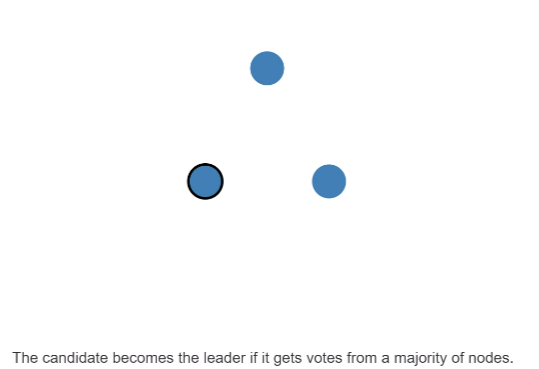 The candidate becomes the leader if it gets votes from a majority of nodes.